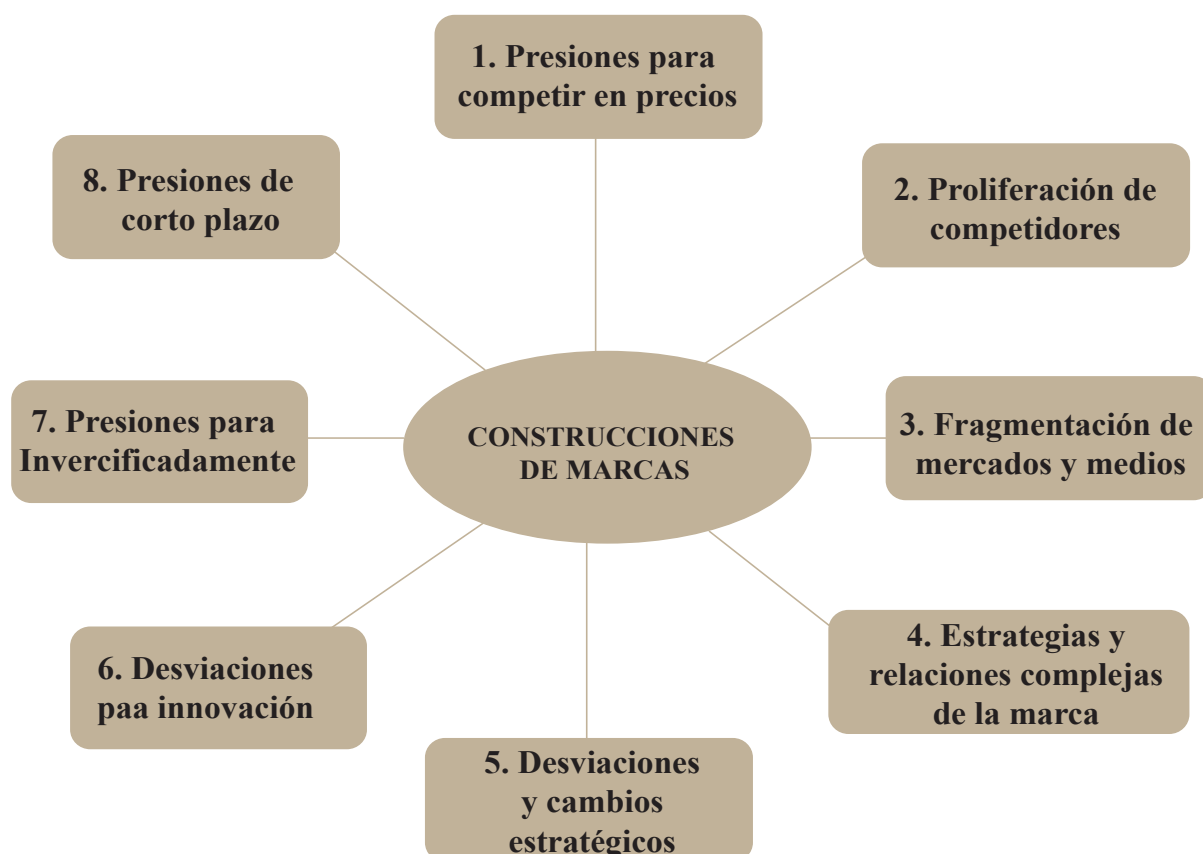 1. Presiones para
competir en precios
8. Presiones de
corto plazo
2. Proliferación de
competidores
CONSTRUCCIONES
DE MARCAS
7. Presiones para
Invercificadamente
3. Fragmentación de
mercados y medios
6. Desviaciones
paa innovación
4. Estrategias y
relaciones complejas
de la marca
5. Desviaciones
y cambios
estratégicos